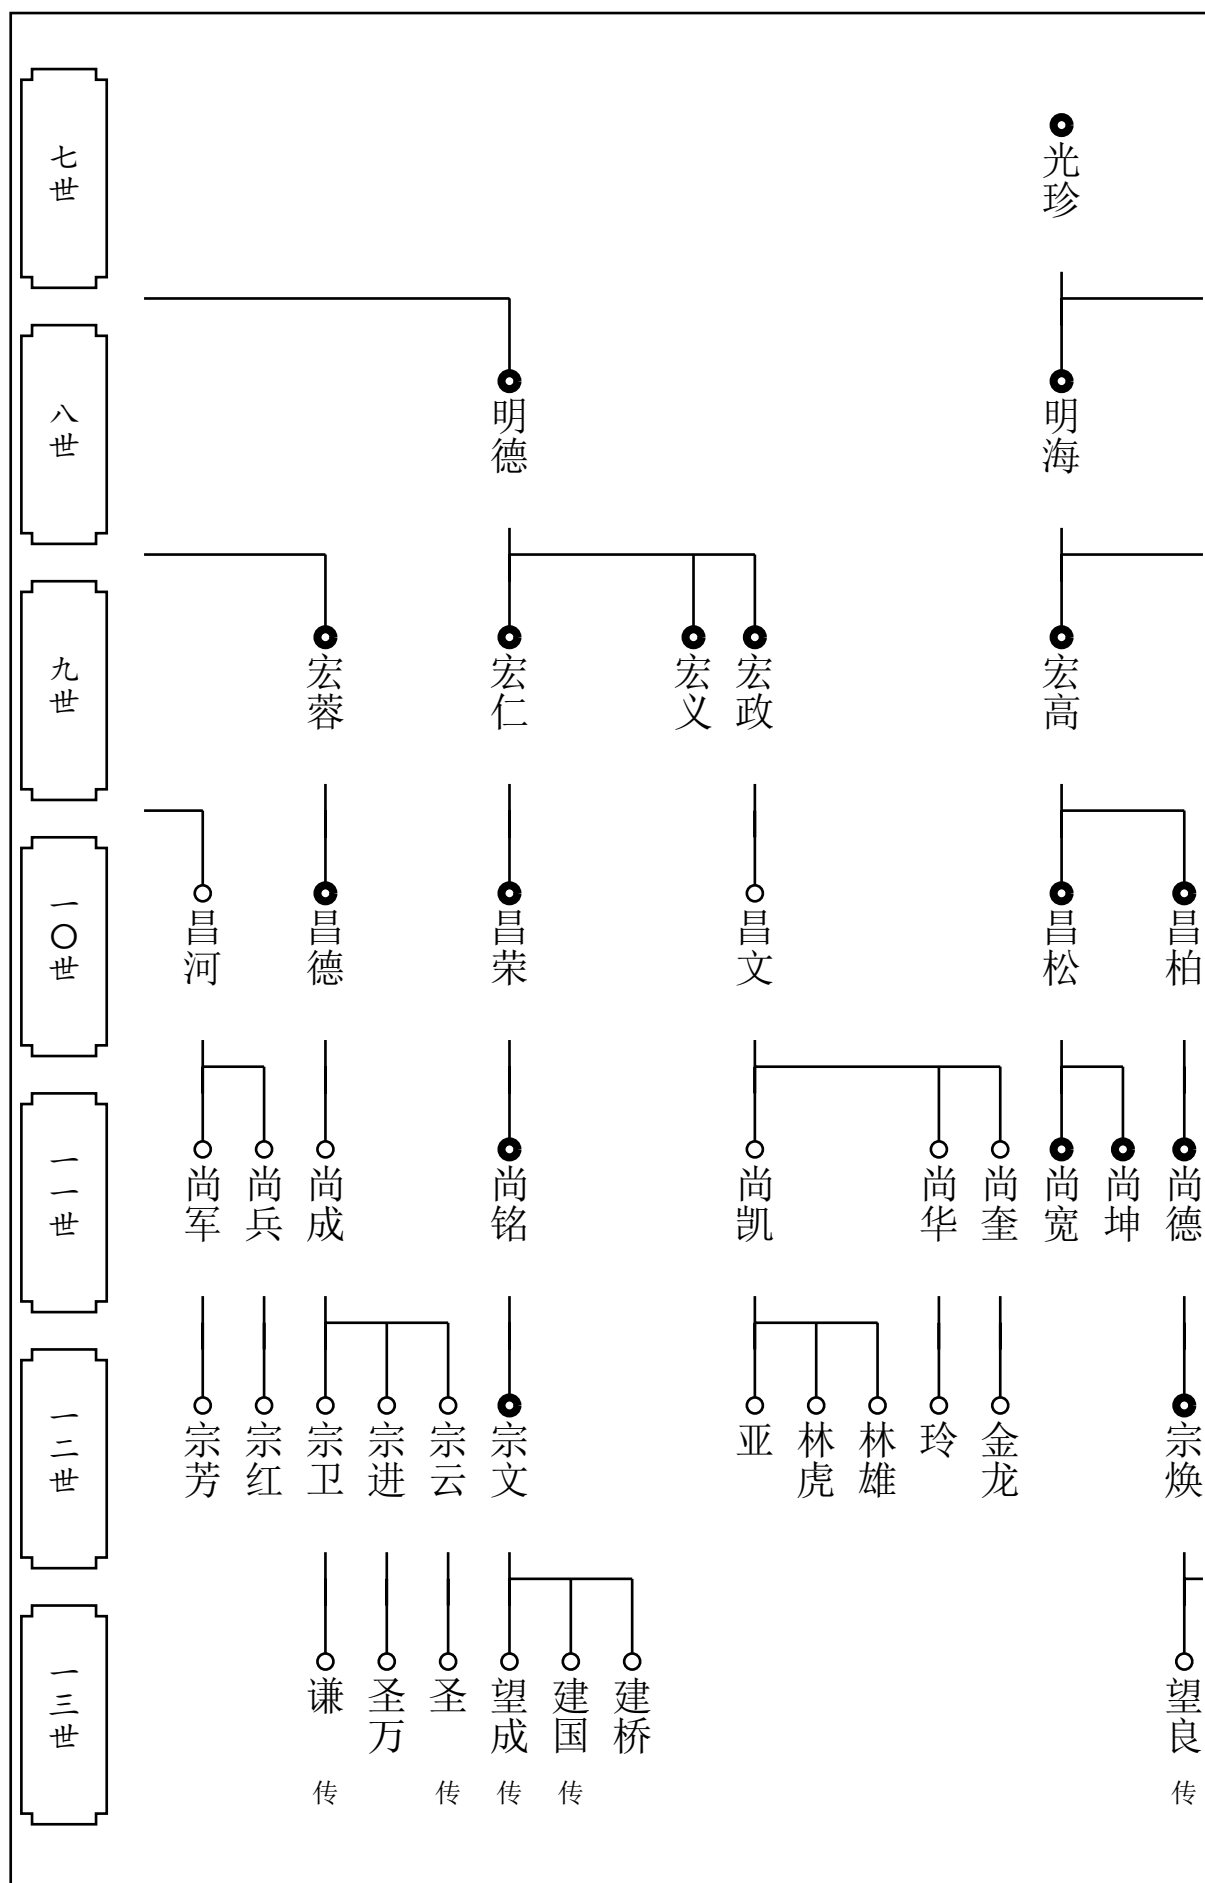 七世
光珍
八世
明德
明海
九世
宏蓉
宏仁
宏义
宏政
宏高
一〇世
昌河
昌德
昌荣
昌文
昌松
昌柏
一一世
尚军
尚兵
尚成
尚铭
尚凯
尚华
尚奎
尚宽
尚坤
尚德
一二世
宗芳
宗红
宗卫
宗进
宗云
宗文
亚
林虎
林雄
玲
金龙
宗焕
一三世
谦
圣万
圣
望成
建国
建桥
望良
传
传
传
传
传